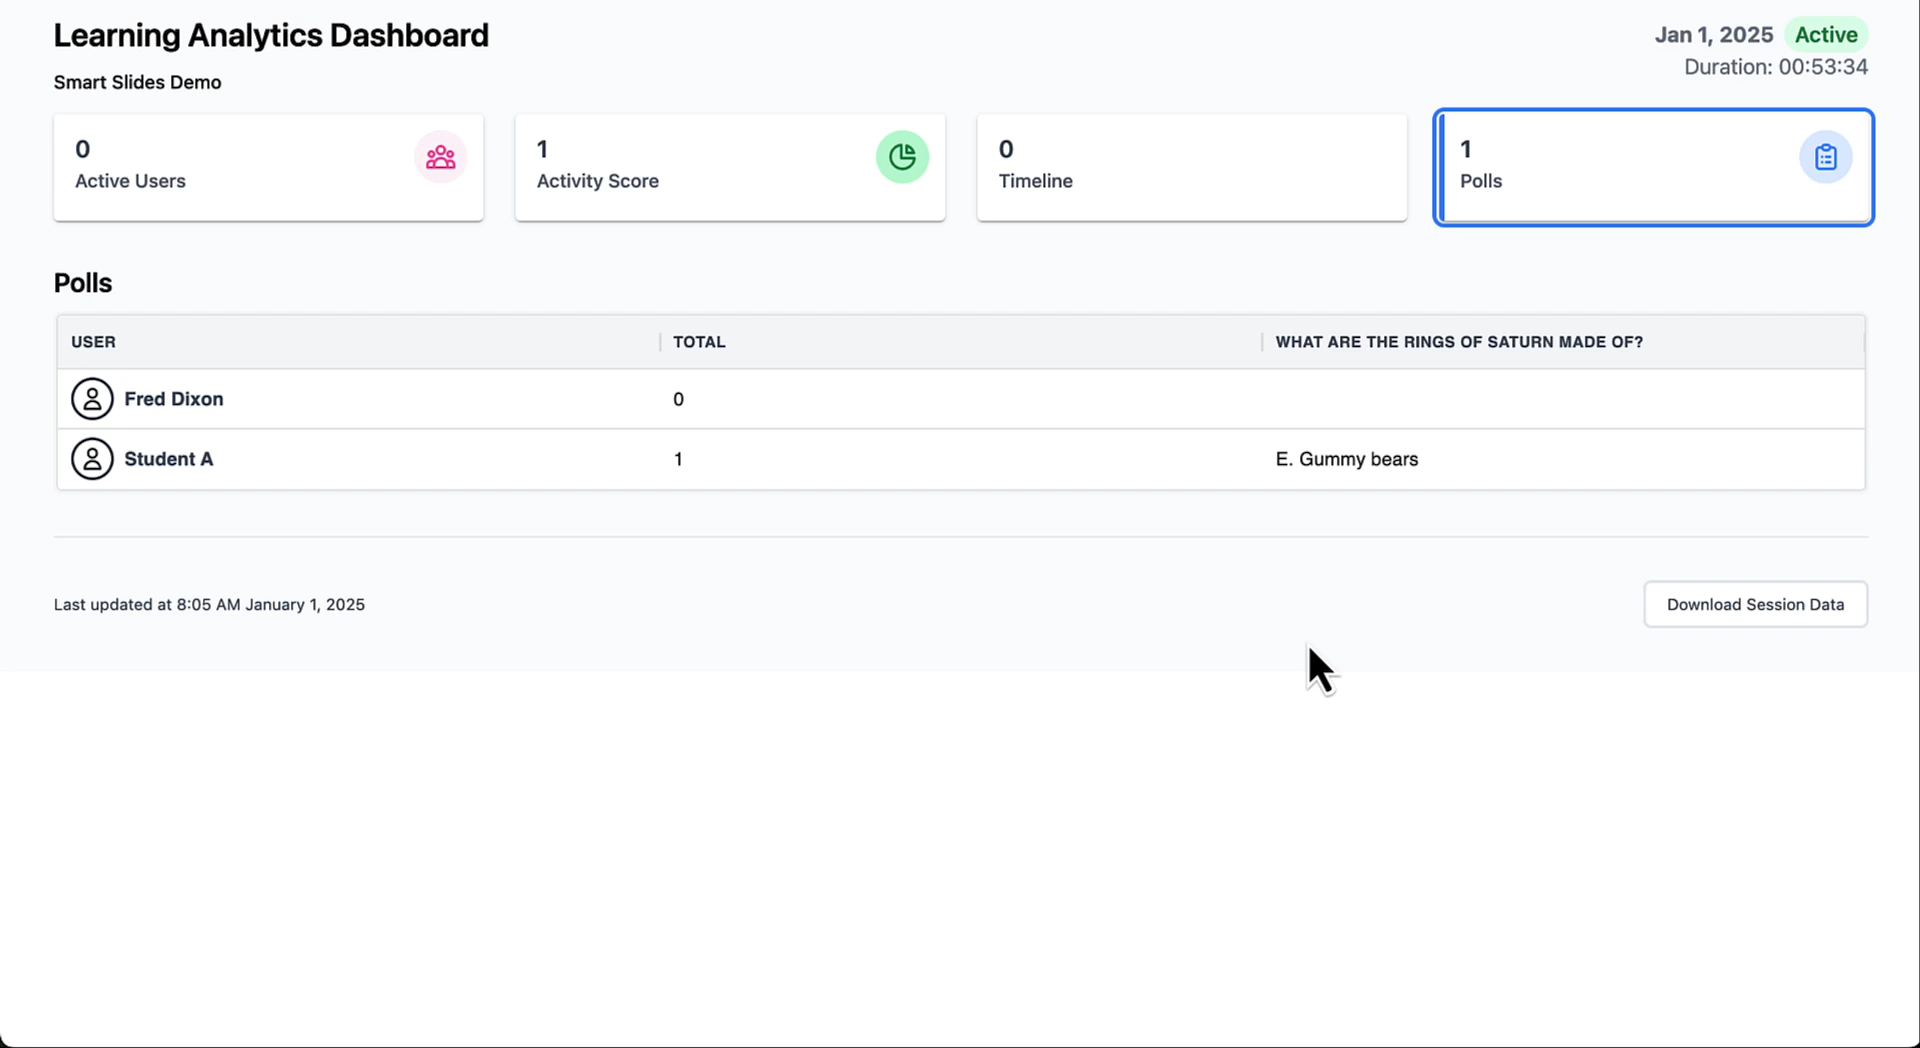 Learning Analytics Dashboard
Jan 1, 2025 Active
Duration: 00:53:34
Smart Slides Demo
0
Active Users
1
Activity Score
0
Timeline
1
Polls
Polls
USER TOTAL WHAT ARE THE RINGS OF SATURN MADE OF?
Fred Dixon 0
Student A 1 E. Gummy bears
Last updated at 8:05 AM January 1, 2025
Download Session Data